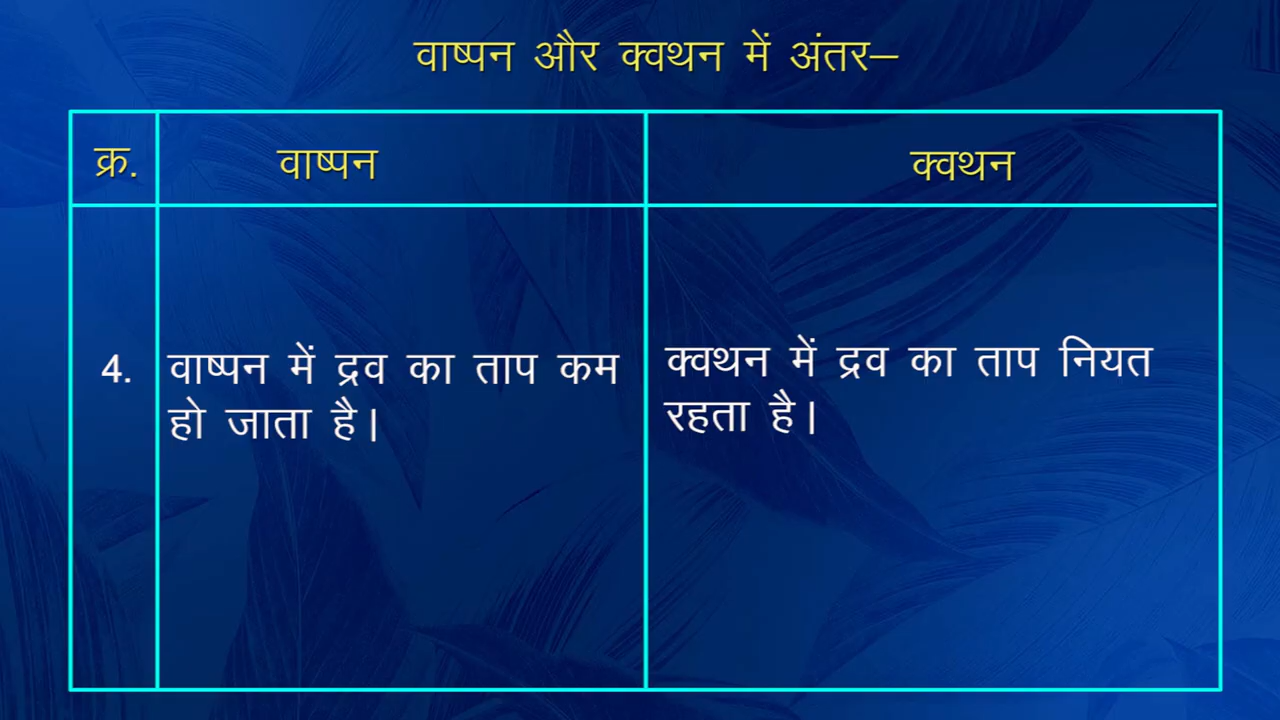 वाष्पन और क्वथन में अंतर–
क्र. वाष्पन क्वथन
4. वाष्पन में द्रव का ताप कम
हो जाता है।
क्वथन में द्रव का ताप नियत
रहता है।